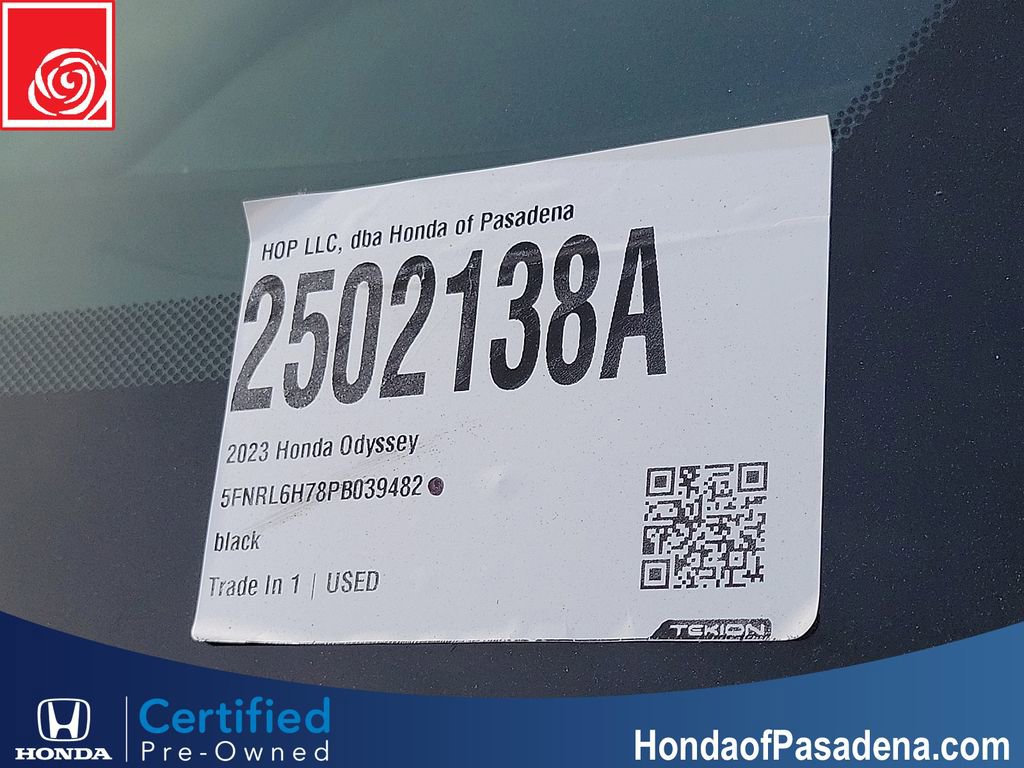 HOP LLC, dba Honda of Pasadena
2502138A
2023 Honda Odyssey
5FNRL6H78PB039482
black
Trade In 1 | USED
TEKION
HONDA
Certified
Pre-Owned
HondaofPasadena.com